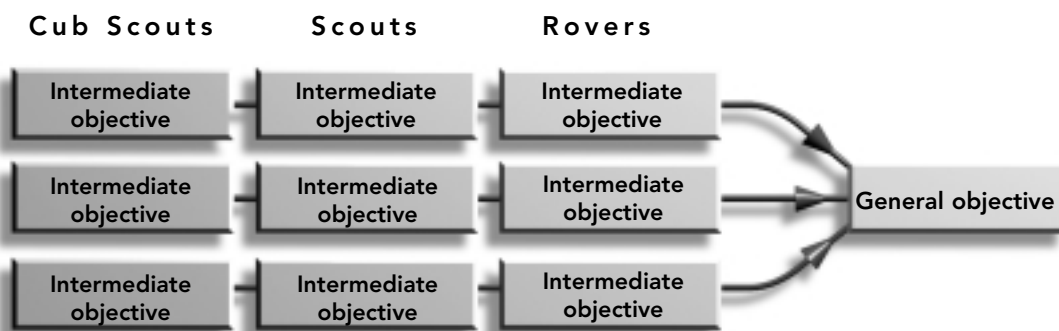 Cub Scouts
Scouts
Rovers
Intermediate
objective
Intermediate
objective
Intermediate
objective
Intermediate
objective
Intermediate
objective
Intermediate
objective
General objective
Intermediate
objective
Intermediate
objective
Intermediate
objective